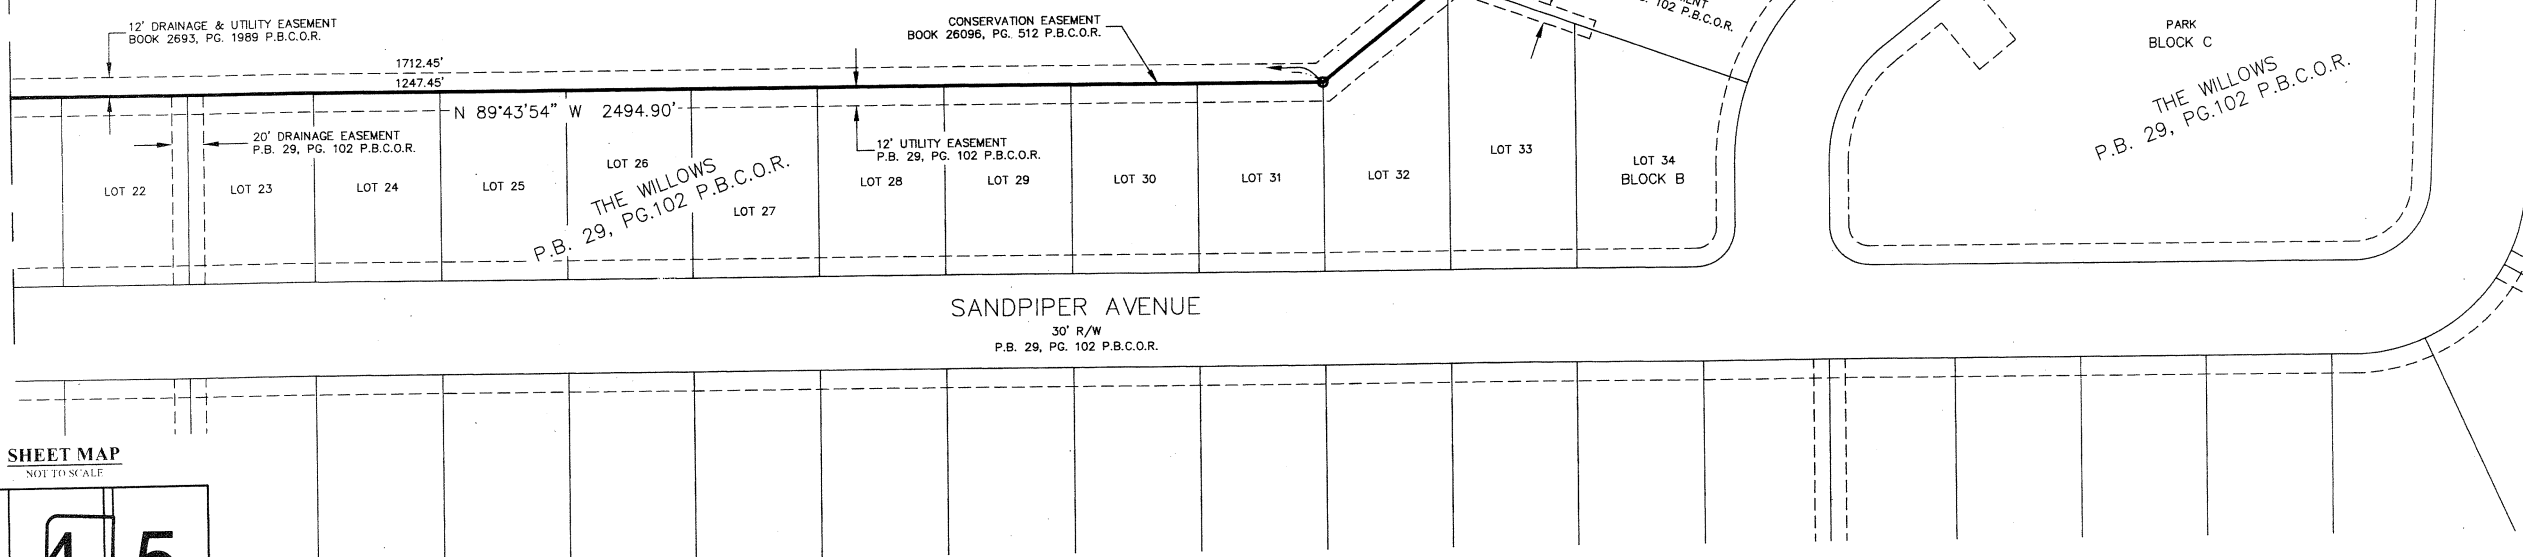 12' DRAINAGE & UTILITY EASEMENT
BOOK 2693, PG. 1989 P.B.C.O.R.
CONSERVATION EASEMENT
BOOK 26096, PG. 512 P.B.C.O.R.
102 P.B.C.O.R.
PARK
BLOCK C
THE WILLOWS
P.B. 29, PG.102 P.B.C.O.R.
1712.45'
1247.45'
N 89°43'54" W 2494.90'
20' DRAINAGE EASEMENT
P.B. 29, PG. 102 P.B.C.O.R.
12' UTILITY EASEMENT
P.B. 29, PG. 102 P.B.C.O.R.
LOT 22
LOT 23
LOT 24
LOT 25
LOT 26
THE WILLOWS
P.B. 29, PG.102 P.B.C.O.R.
LOT 27
LOT 28
LOT 29
LOT 30
LOT 31
LOT 32
LOT 33
LOT 34
BLOCK B
SANDPIPER AVENUE
30' R/W
P.B. 29, PG. 102 P.B.C.O.R.
SHEET MAP
NOT TO SCALE
4 5